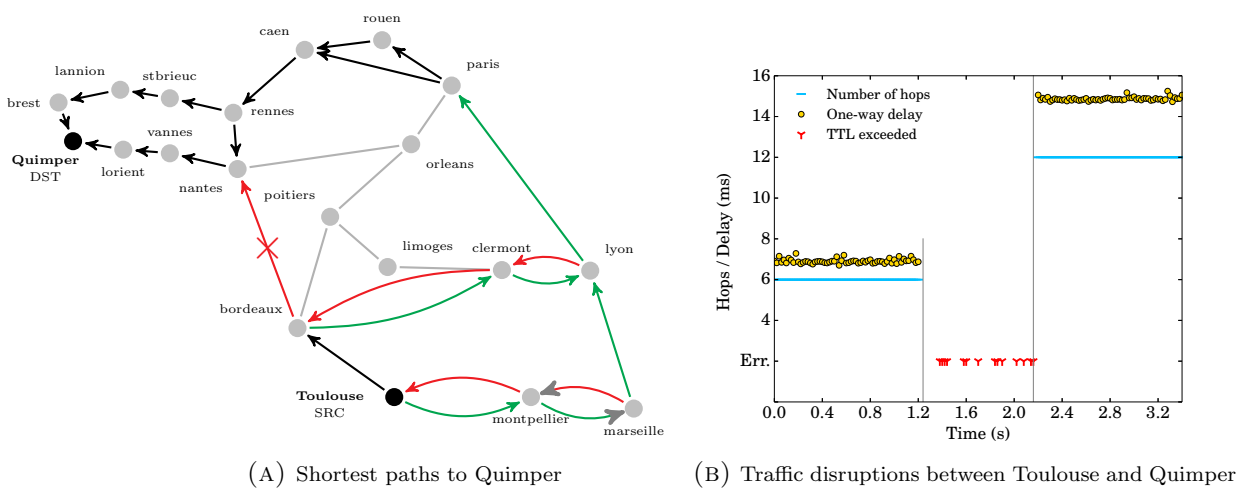 rouen
caen
paris
lannion
stbrieuc
brest
rennes
vannes
Quimper
DST
lorient
nantes
orleans
poitiers
limoges
clermont
lyon
bordeaux
Toulouse
SRC
montpellier
marseille
(A) Shortest paths to Quimper
16
14
12
10
8
6
4
Err.
Hops / Delay (ms)
Number of hops
One-way delay
TTL exceeded
0.0 0.4 0.8 1.2 1.6 2.0 2.4 2.8 3.2
Time (s)
(B) Traffic disruptions between Toulouse and Quimper